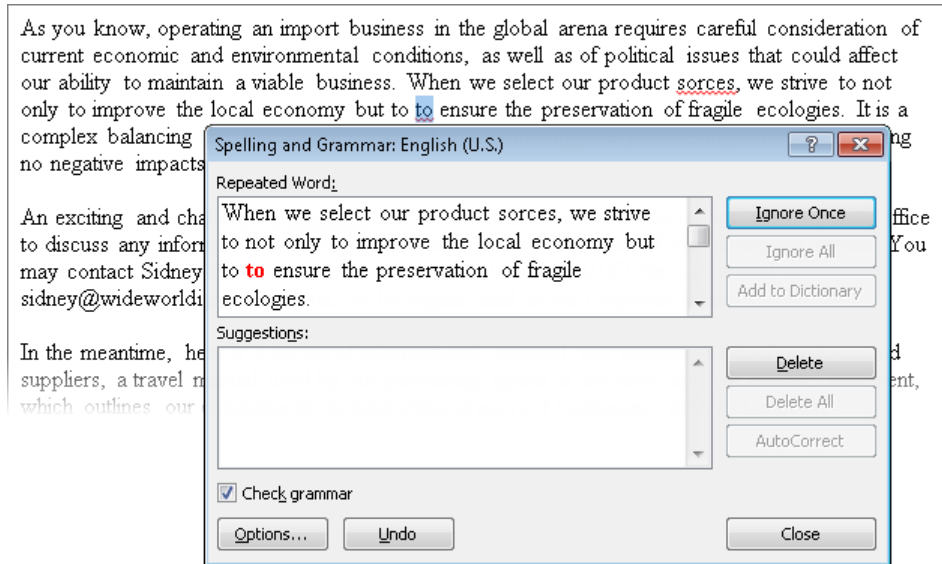 As you know, operating an import business in the global arena requires careful consideration of
current economic and environmental conditions, as well as of political issues that could affect
our ability to maintain a viable business. When we select our product sorces, we strive to not
only to improve the local economy but to to ensure the preservation of fragile ecologies. It is a
complex balancing
no negative impacts
An exciting and cha
ffice
to discuss any inforr
You
may contact Sidney
sidney@wideworldi
In the meantime, he
suppliers, a travel m
which outlines our
Spelling and Grammar: English (U.S.)
Repeated Word:
When we select our product sorces, we strive
to not only to improve the local economy but
to to ensure the preservation of fragile
ecologies.
Ignore Once
Ignore All
Add to Dictionary
Suggestions:
Delete
Delete All
AutoCorrect
Check grammar
Options...
Undo
Close